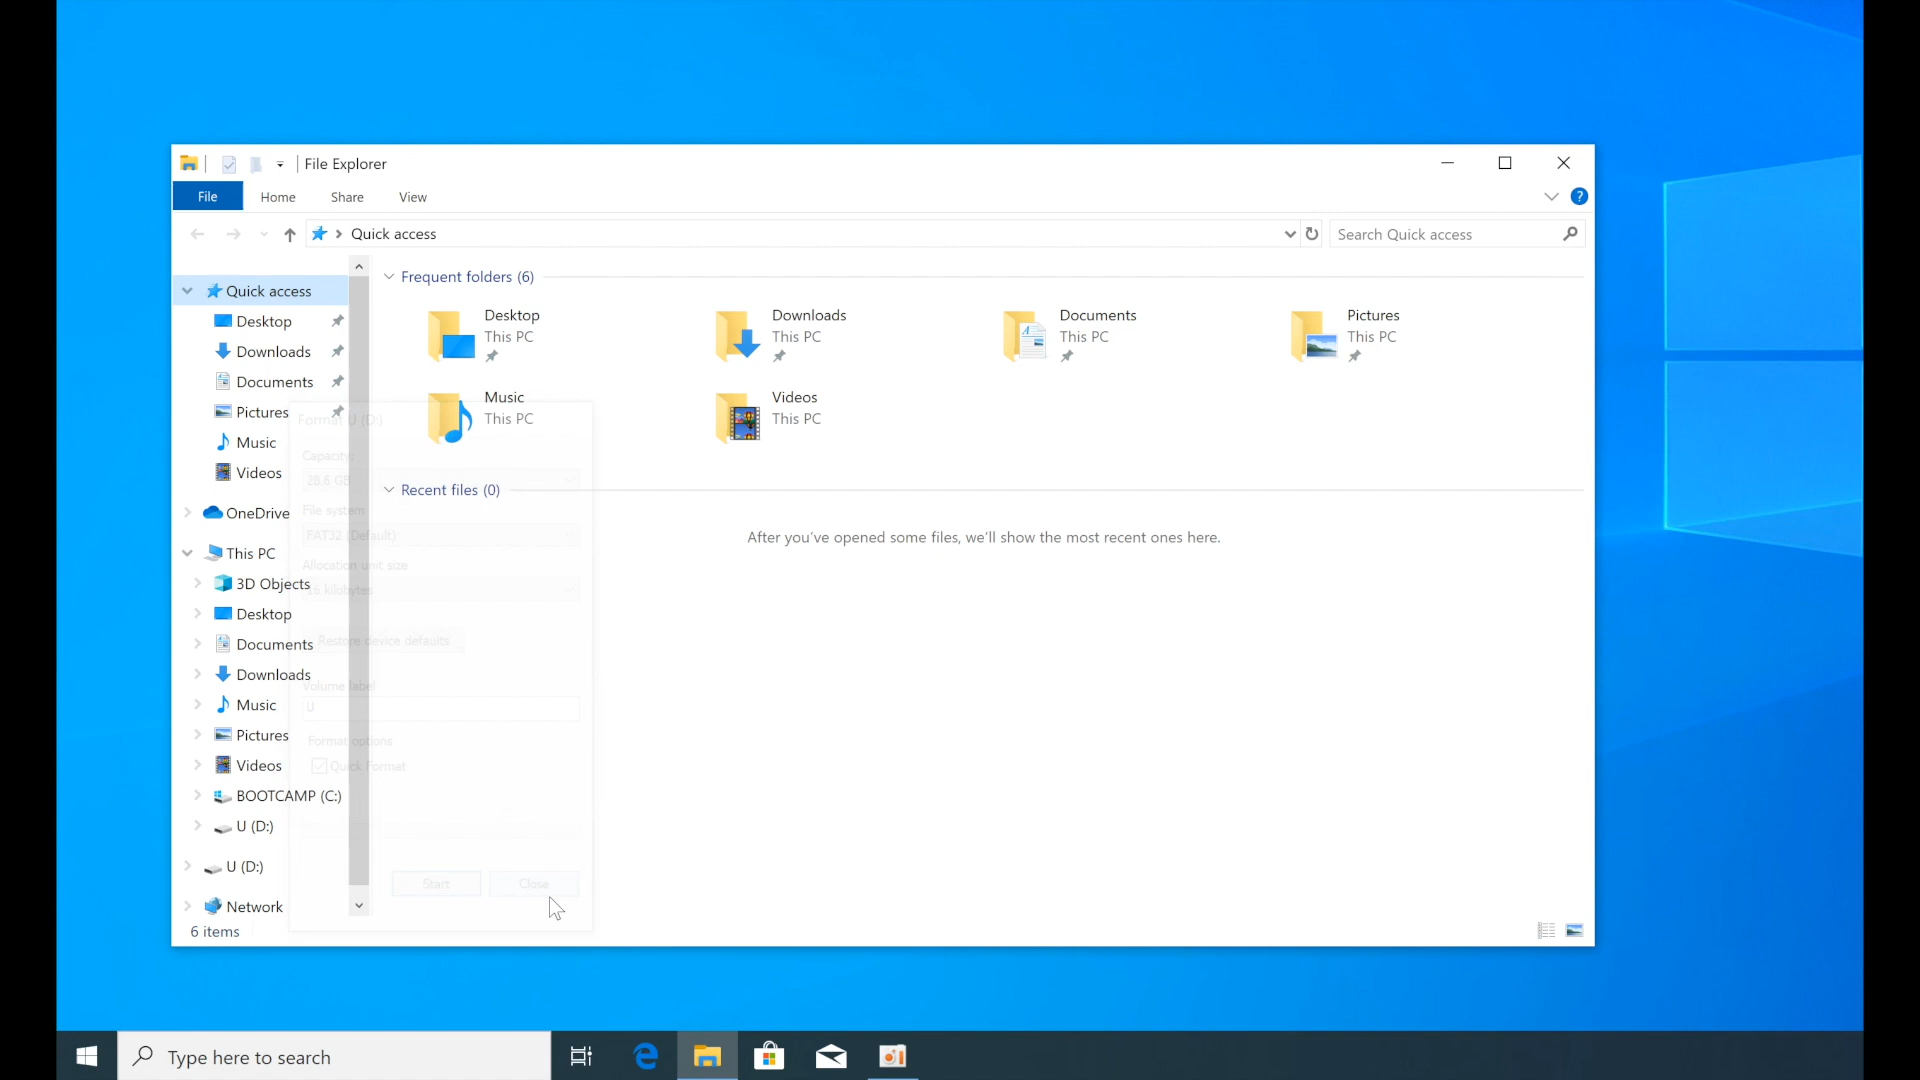 File Explorer
File
Home
Share
View
Quick access
Search Quick access
Quick access
Desktop
Downloads
Documents
Pictures
Music
Videos
OneDrive
This PC
3D Objects
Desktop
Documents
Downloads
Music
Pictures
Videos
BOOTCAMP (C:)
U (D:)
U (D:)
Network
6 items
Frequent folders (6)
Desktop
This PC
Downloads
This PC
Documents
This PC
Pictures
This PC
Music
This PC
Videos
This PC
Recent files (0)
After you've opened some files, we'll show the most recent ones here.
Format U (D:)
Capacity:
28.6 GB
File system
FAT32 (Default)
Allocation unit size
16 kilobytes
Restore device defaults
Volume label
U
Format options
Quick Format
Start
Close
Type here to search